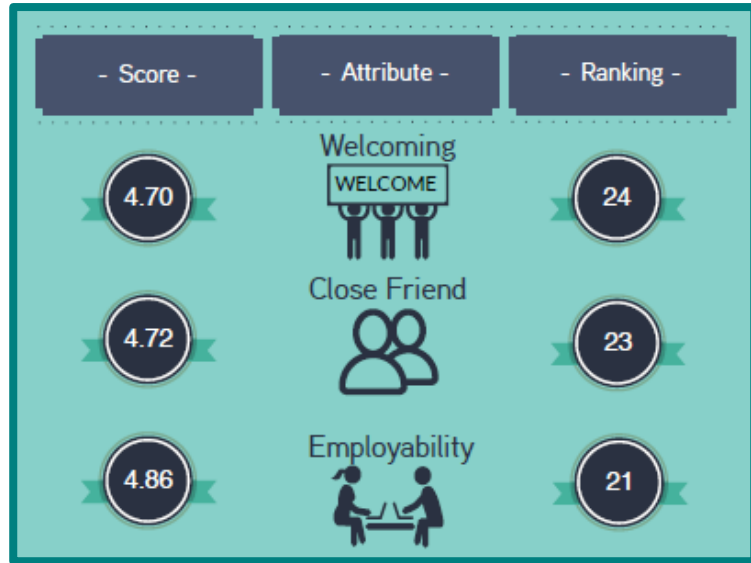 - Score -
- Attribute -
- Ranking -
Welcoming
4.70
WELCOME
24
Close Friend
4.72
23
Employability
4.86
21